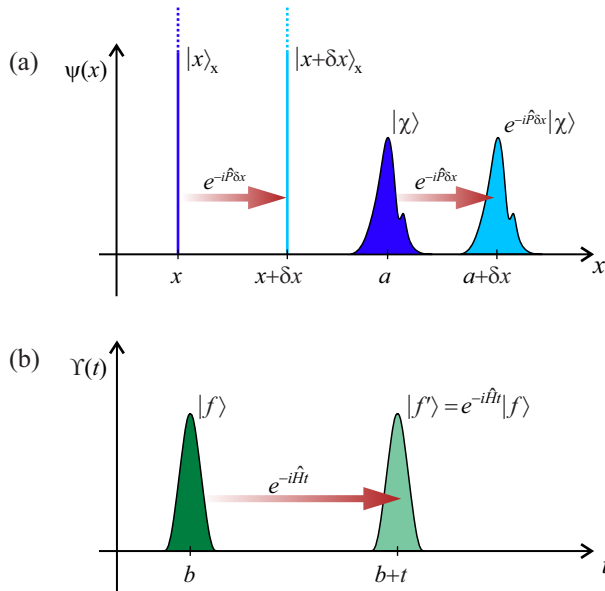 (a)
ψ(x)
|x⟩ₓ
|x+δx⟩ₓ
|χ⟩
e^{-iP̂δx}|χ⟩
e^{-iP̂δx}
e^{-iP̂δx}
x
x+δx
a
a+δx
x
(b)
ϒ(t)
|f⟩
|f'⟩ = e^{-iĤt}|f⟩
e^{-iĤt}
b
b+t
t